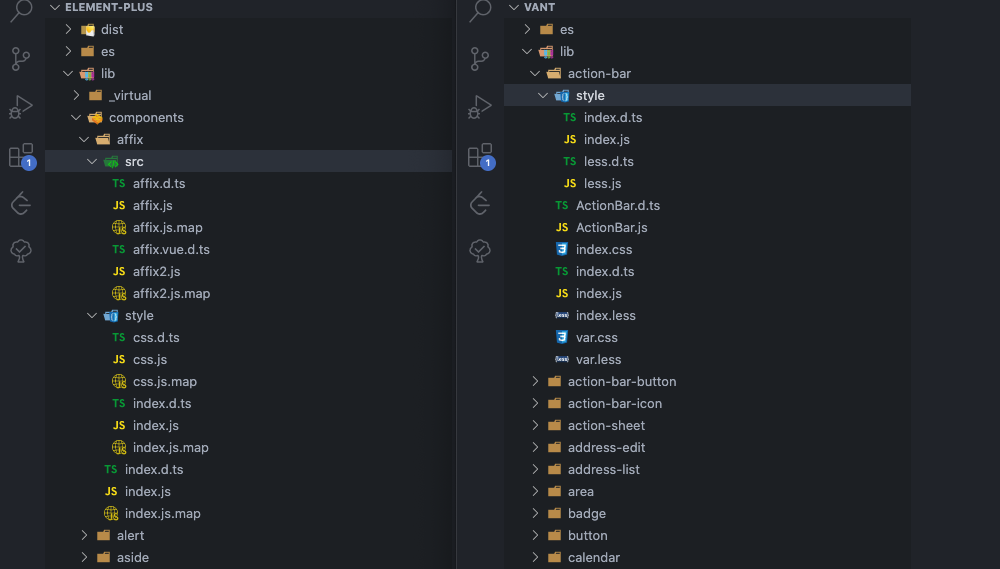 ELEMENT-PLUS
dist
es
lib
_virtual
components
affix
src
TS affix.d.ts
JS affix.js
affix.js.map
TS affix.vue.d.ts
JS affix2.js
affix2.js.map
style
TS css.d.ts
JS css.js
css.js.map
TS index.d.ts
JS index.js
index.js.map
TS index.d.ts
JS index.js
index.js.map
alert
aside
1
VANT
es
lib
action-bar
style
TS index.d.ts
JS index.js
TS less.d.ts
JS less.js
TS ActionBar.d.ts
JS ActionBar.js
index.css
TS index.d.ts
JS index.js
{less} index.less
var.css
{less} var.less
action-bar-button
action-bar-icon
action-sheet
address-edit
address-list
area
badge
button
calendar
1